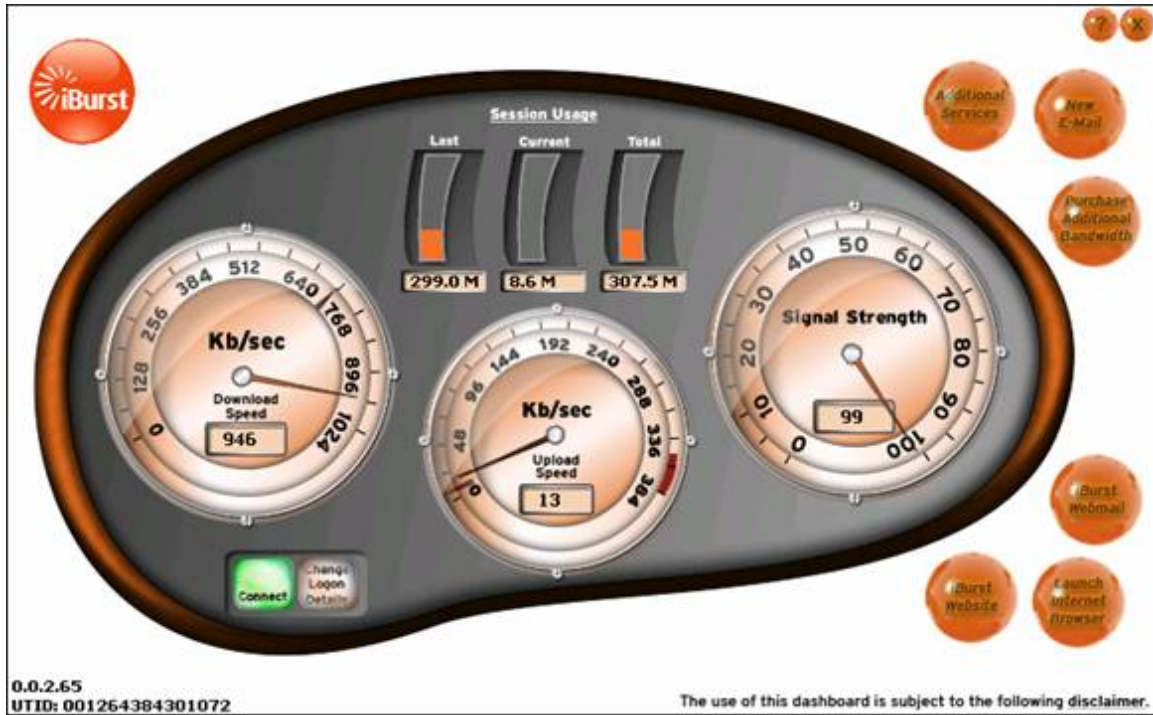 iBurst
?
X
Additional
Services
New
E-Mail
Purchase
Additional
Bandwidth
Session Usage
Last
Current
Total
299.0 M
8.6 M
307.5 M
0
128
256
384
512
640
768
896
1024
Kb/sec
Download
Speed
946
0
48
96
144
192
240
288
336
384
Kb/sec
Upload
Speed
13
0
10
20
30
40
50
60
70
80
90
100
Signal Strength
99
Connect
Change
Logon
Details
iBurst
Webmail
iBurst
Website
Launch
Internet
Browser
0.0.2.65
UTID: 001264384301072
The use of this dashboard is subject to the following disclaimer.